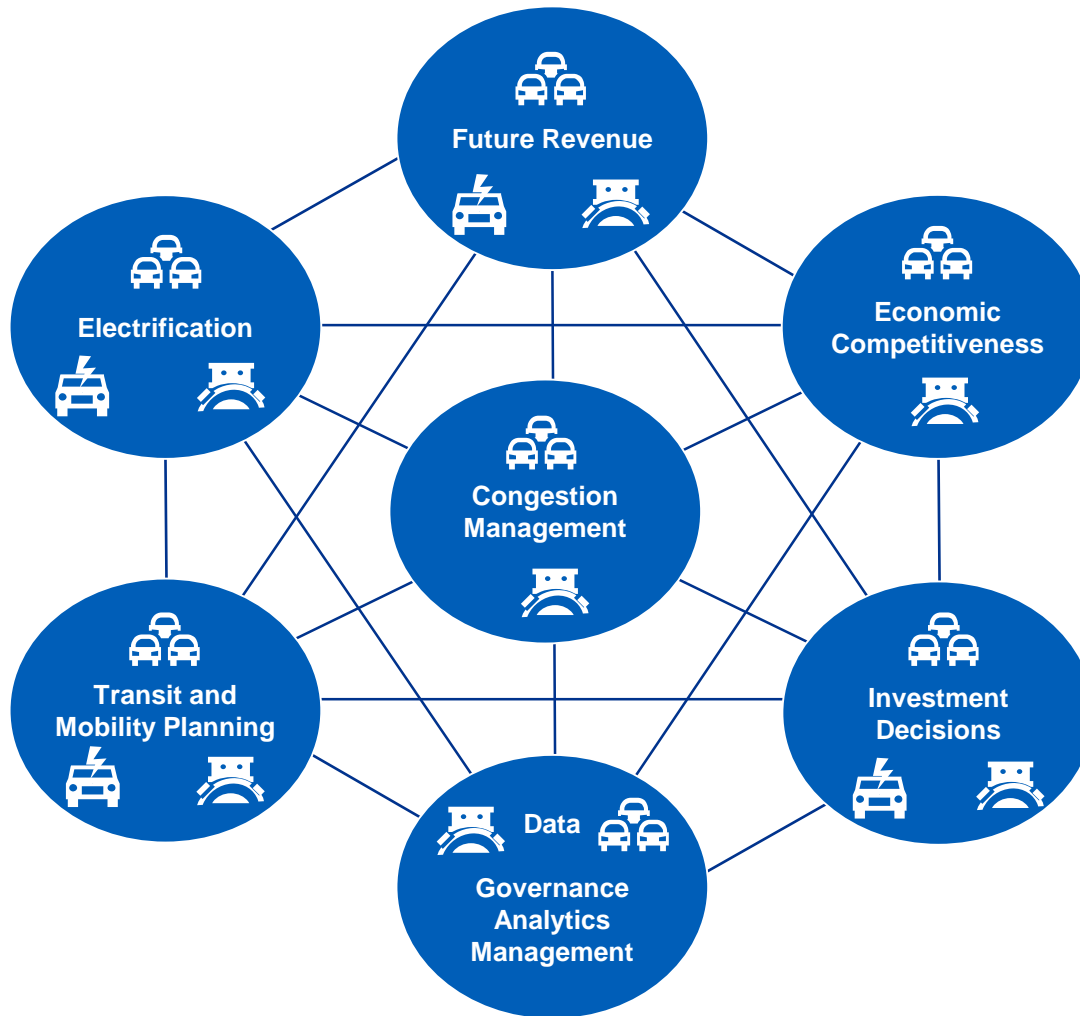 Future Revenue
Electrification
Economic
Competitiveness
Congestion
Management
Transit and
Mobility Planning
Investment
Decisions
Data
Governance
Analytics
Management